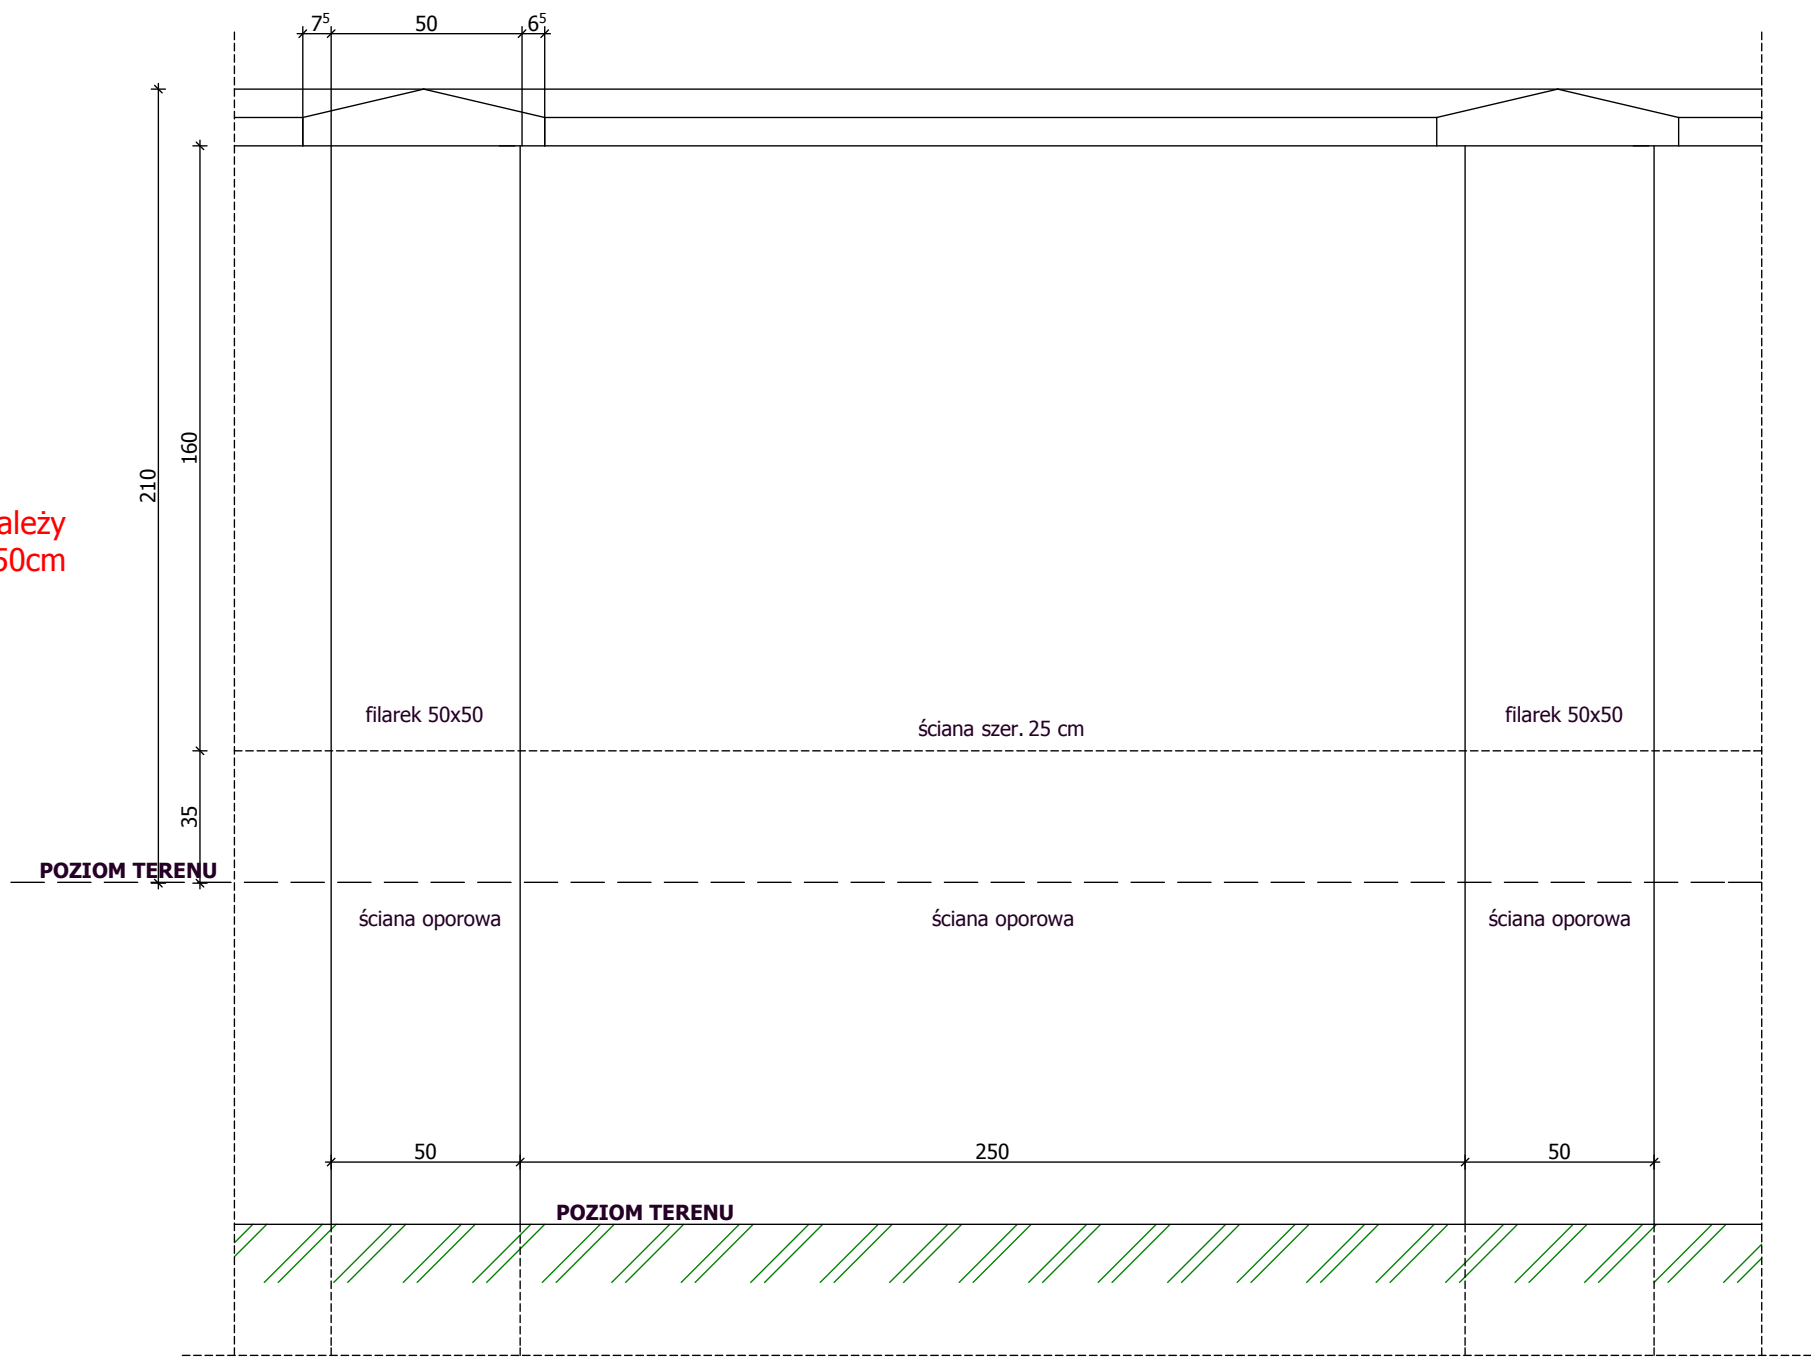 7⁵ 50 6⁵
160
210
ależy
50cm
filarek 50x50
ściana szer. 25 cm
filarek 50x50
35
POZIOM TERENU
ściana oporowa
ściana oporowa
ściana oporowa
50 250 50
POZIOM TERENU